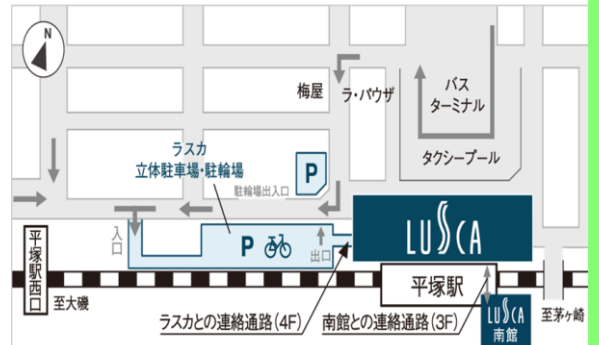 N
梅屋
ラ・パウザ
バス
ターミナル
タクシープール
ラスカ
立体駐車場・駐輪場
P
駐輪場出入口
入口
P
出口
LUSCA
平塚駅西口
平塚駅
至大磯
ラスカとの連絡通路(4F)
南館との連絡通路(3F)
LUSCA
南館
至茅ヶ崎